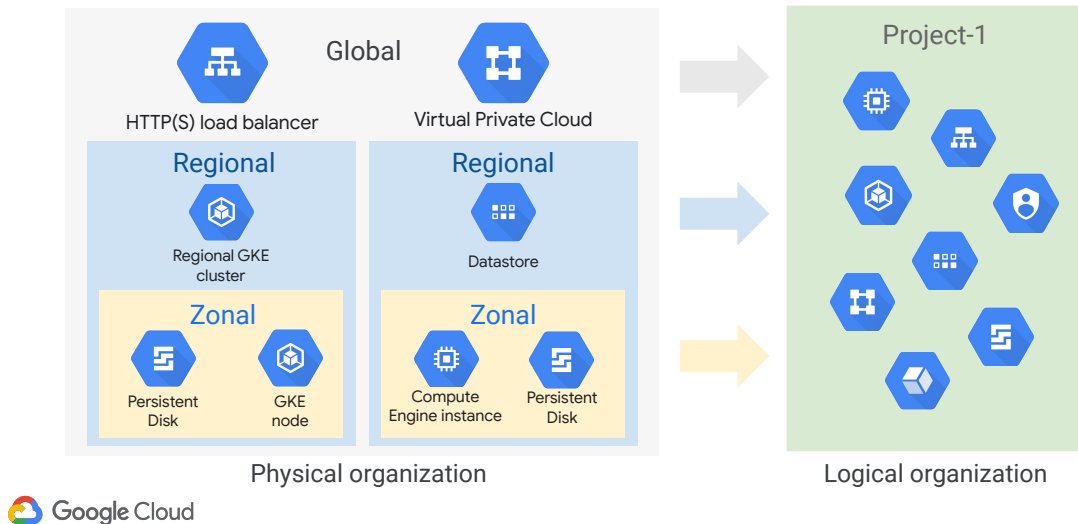 Global
HTTP(S) load balancer
Virtual Private Cloud
Regional
Regional GKE
cluster
Zonal
Persistent
Disk
GKE
node
Regional
Datastore
Zonal
Compute
Engine instance
Persistent
Disk
Physical organization
Project-1
Logical organization
Google Cloud